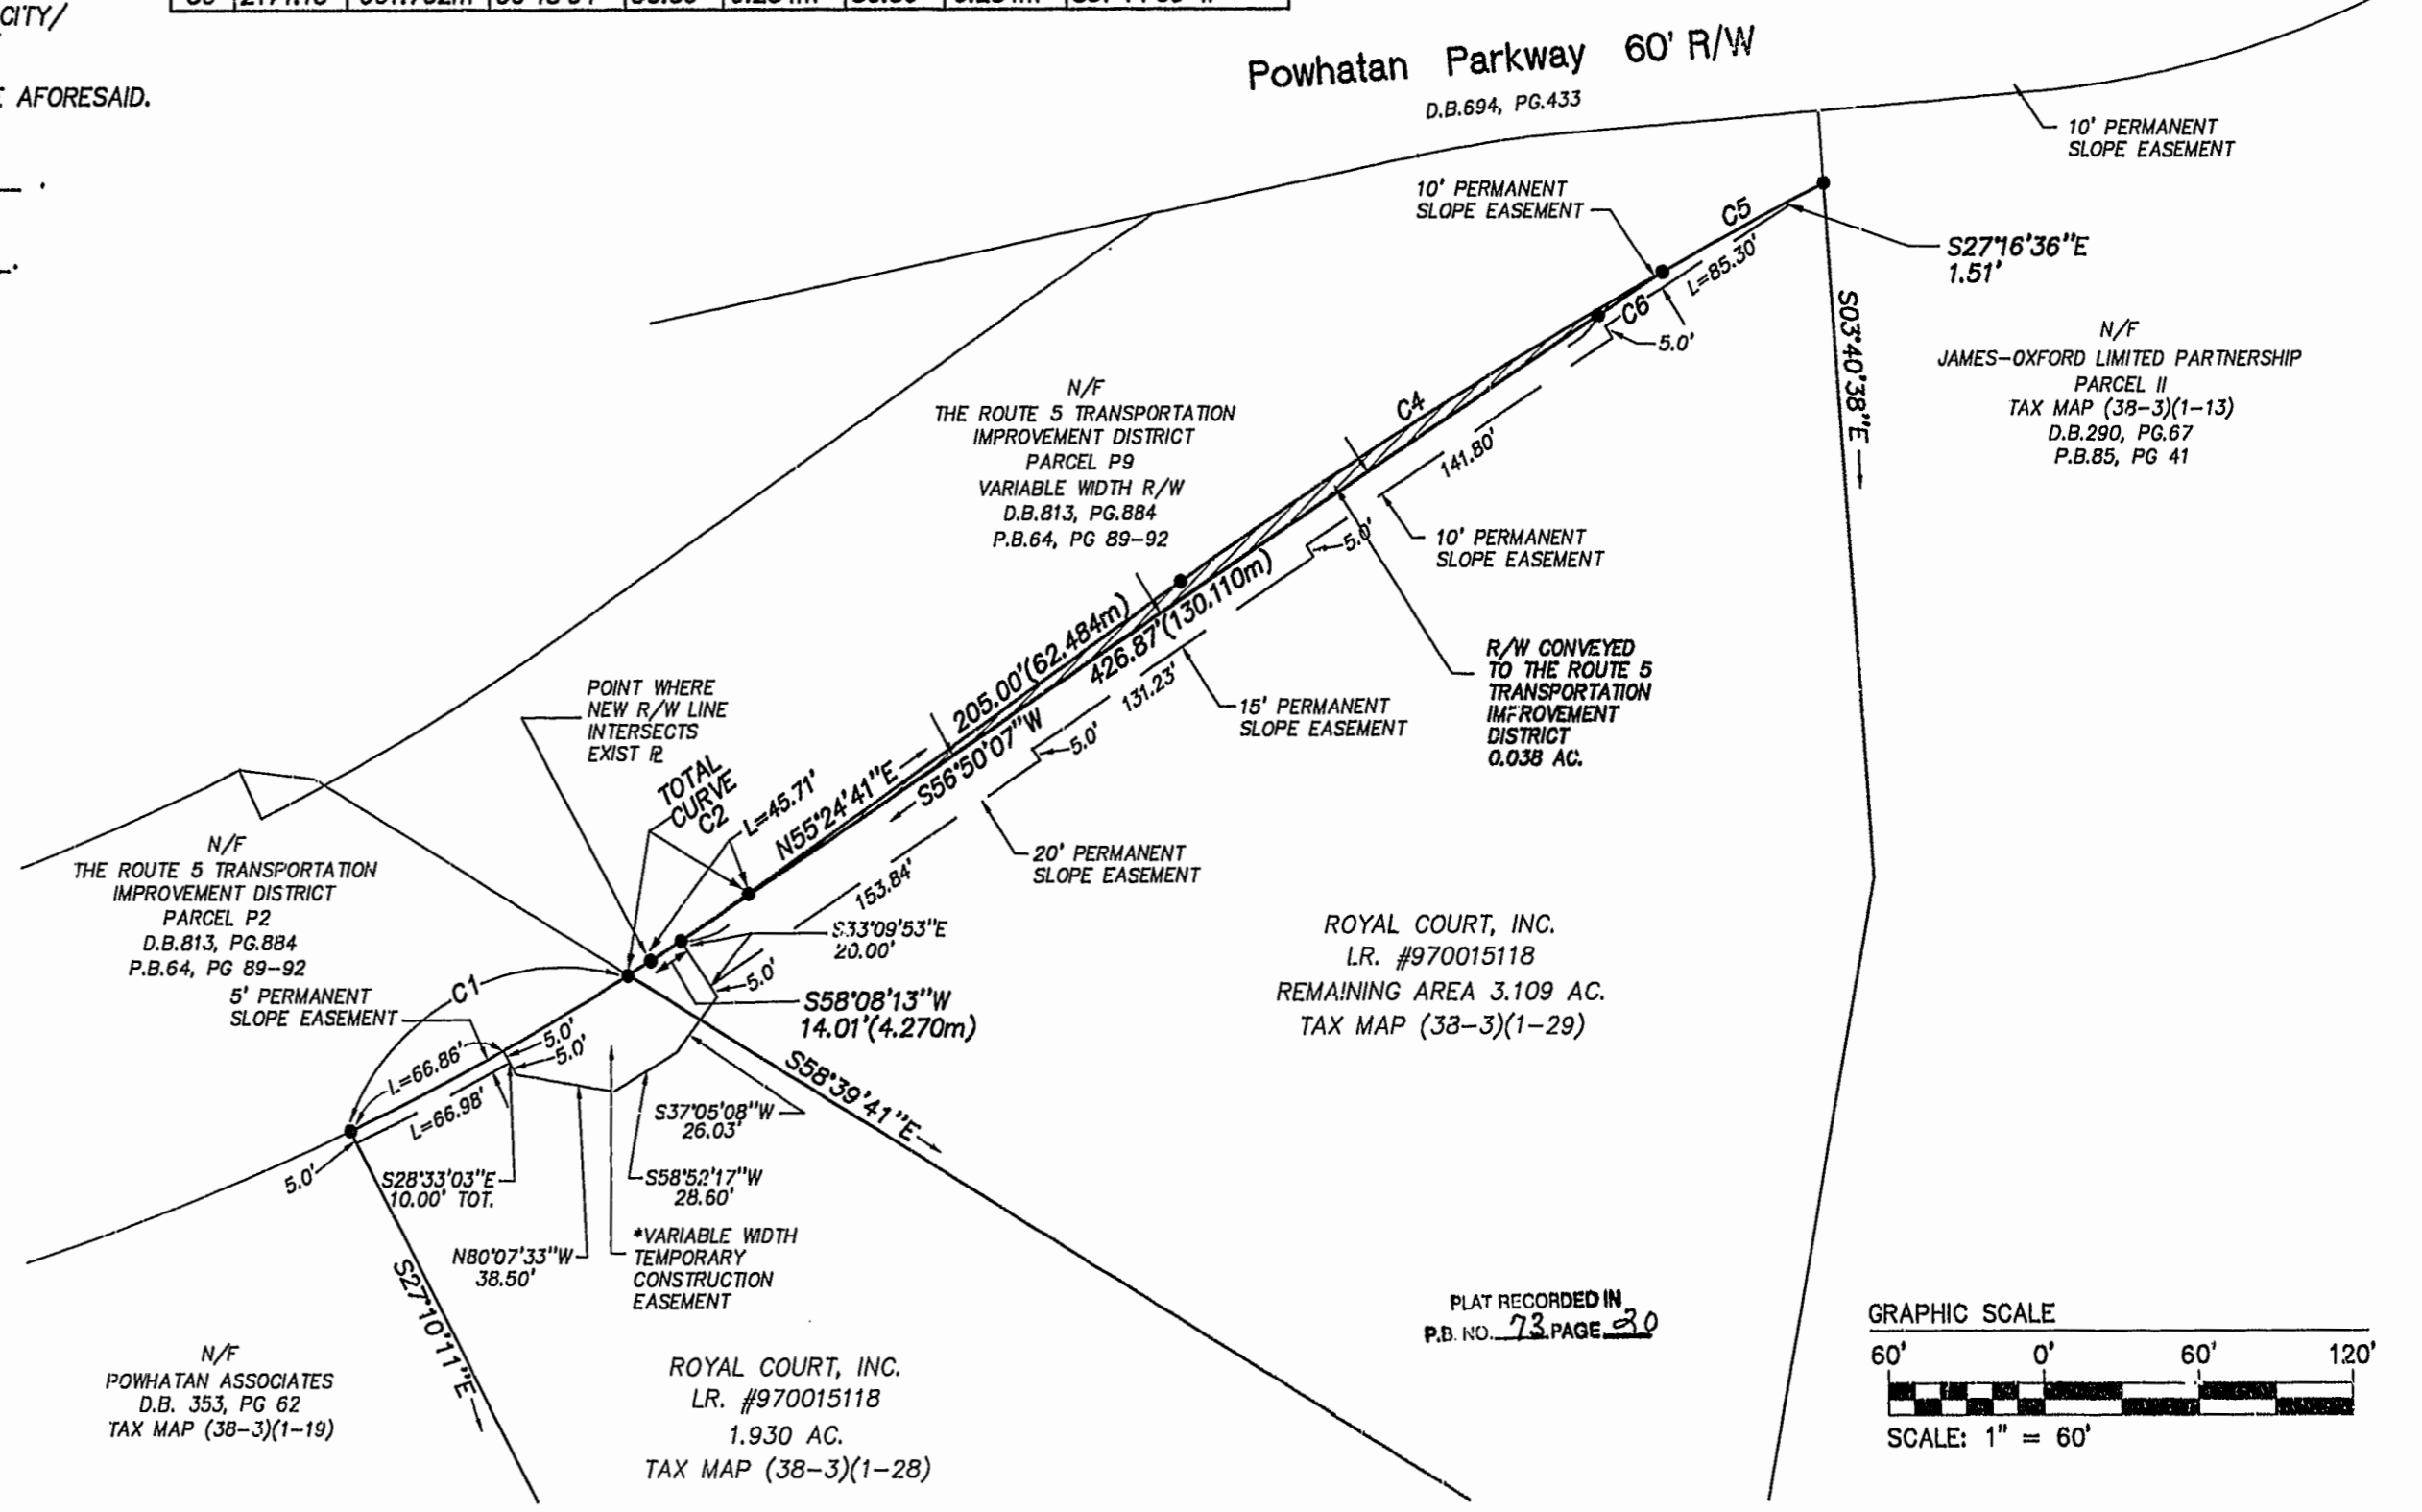 CITY/
AFORESAID.
Powhatan Parkway 60' R/W
D.B.694, PG.433
10' PERMANENT
SLOPE EASEMENT
10' PERMANENT
SLOPE EASEMENT
C5
L=85.30'
S27°16'36"E
1.51'
C6
5.0'
S03°40'38"E
N/F
JAMES-OXFORD LIMITED PARTNERSHIP
PARCEL II
TAX MAP (38-3)(1-13)
D.B.290, PG.67
P.B.85, PG 41
N/F
THE ROUTE 5 TRANSPORTATION
IMPROVEMENT DISTRICT
PARCEL P9
VARIABLE WIDTH R/W
D.B.813, PG.884
P.B.64, PG 89-92
C4
141.80'
5.0'
10' PERMANENT
SLOPE EASEMENT
205.00'(62.484m)
426.87'(130.110m)
131.23'
15' PERMANENT
SLOPE EASEMENT
R/W CONVEYED
TO THE ROUTE 5
TRANSPORTATION
IMPROVEMENT
DISTRICT
0.038 AC.
POINT WHERE
NEW R/W LINE
INTERSECTS
EXIST PL
TOTAL
CURVE
C2
L=45.71'
N55°24'41"E
S56°50'07"W
5.0'
20' PERMANENT
SLOPE EASEMENT
153.84'
N/F
THE ROUTE 5 TRANSPORTATION
IMPROVEMENT DISTRICT
PARCEL P2
D.B.813, PG.884
P.B.64, PG 89-92
S33°09'53"E
20.00'
5.0'
S58°08'13"W
14.01'(4.270m)
ROYAL COURT, INC.
LR. #970015118
REMAINING AREA 3.109 AC.
TAX MAP (38-3)(1-29)
C1
5' PERMANENT
SLOPE EASEMENT
5.0'
5.0'
L=66.86'
L=66.98'
S58°39'41"E
S37°05'08"W
26.03'
5.0'
S28°33'03"E
10.00' TOT.
S58°52'17"W
28.60'
N80°07'33"W
38.50'
*VARIABLE WIDTH
TEMPORARY
CONSTRUCTION
EASEMENT
S27°10'11"E
N/F
POWHATAN ASSOCIATES
D.B. 353, PG 62
TAX MAP (38-3)(1-19)
ROYAL COURT, INC.
LR. #970015118
1.930 AC.
TAX MAP (38-3)(1-28)
PLAT RECORDED IN
P.B. NO. 73 PAGE 20
GRAPHIC SCALE
60' 0' 60' 120'
SCALE: 1" = 60'